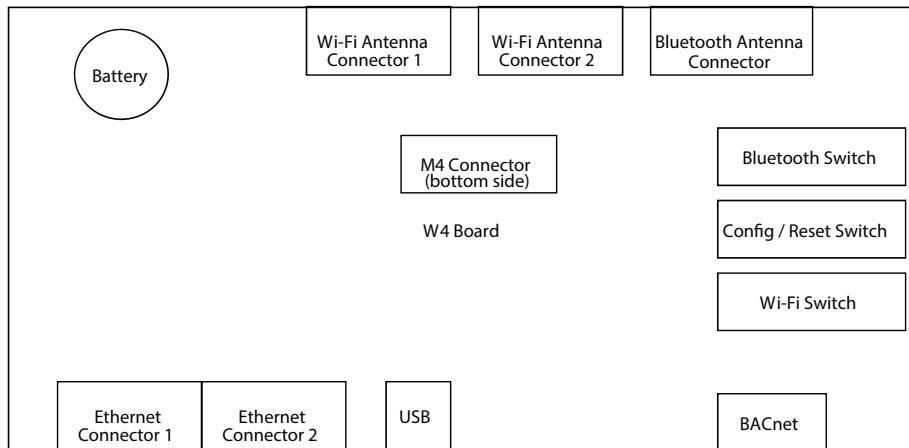 Wi-Fi Antenna
Connector 1
Wi-Fi Antenna
Connector 2
Bluetooth Antenna
Connector
Battery
M4 Connector
(bottom side)
Bluetooth Switch
W4 Board
Config / Reset Switch
Wi-Fi Switch
Ethernet
Connector 1
Ethernet
Connector 2
USB
BACnet